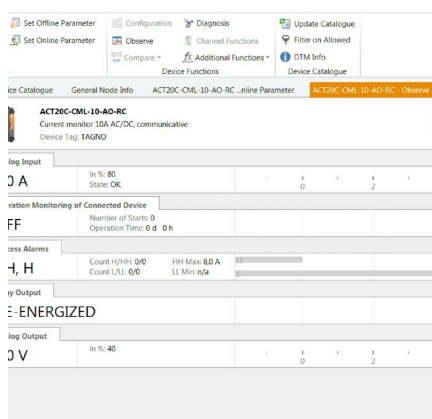 Set Offline Parameter
Configuration
Diagnosis
Update Catalogue
Set Online Parameter
Observe
Channel Functions
Filter on Allowed
Compare
Additional Functions
DTM Info
Device Functions
Device Catalogue
ice Catalogue
General Node Info
ACT20C-CML-10-AO-RC ...nline Parameter
ACT20C-CML-10-AO-RC - Observe
ACT20C-CML-10-AO-RC
Current monitor 10A AC/DC, communicative
Device Tag: TAGNO
log Input
0 A
in %: 80
State: OK
0 2
ration Monitoring of Connected Device
FF
Number of Starts: 0
Operation Time: 0 d 0 h
cess Alarms
H, H
Count H/HH: 0/0
HH Max: 8,0 A
Count L/LL: 0/0
LL Min: n/a
LL
L
ay Output
E-ENERGIZED
log Output
0 V
in %: 40
0 2